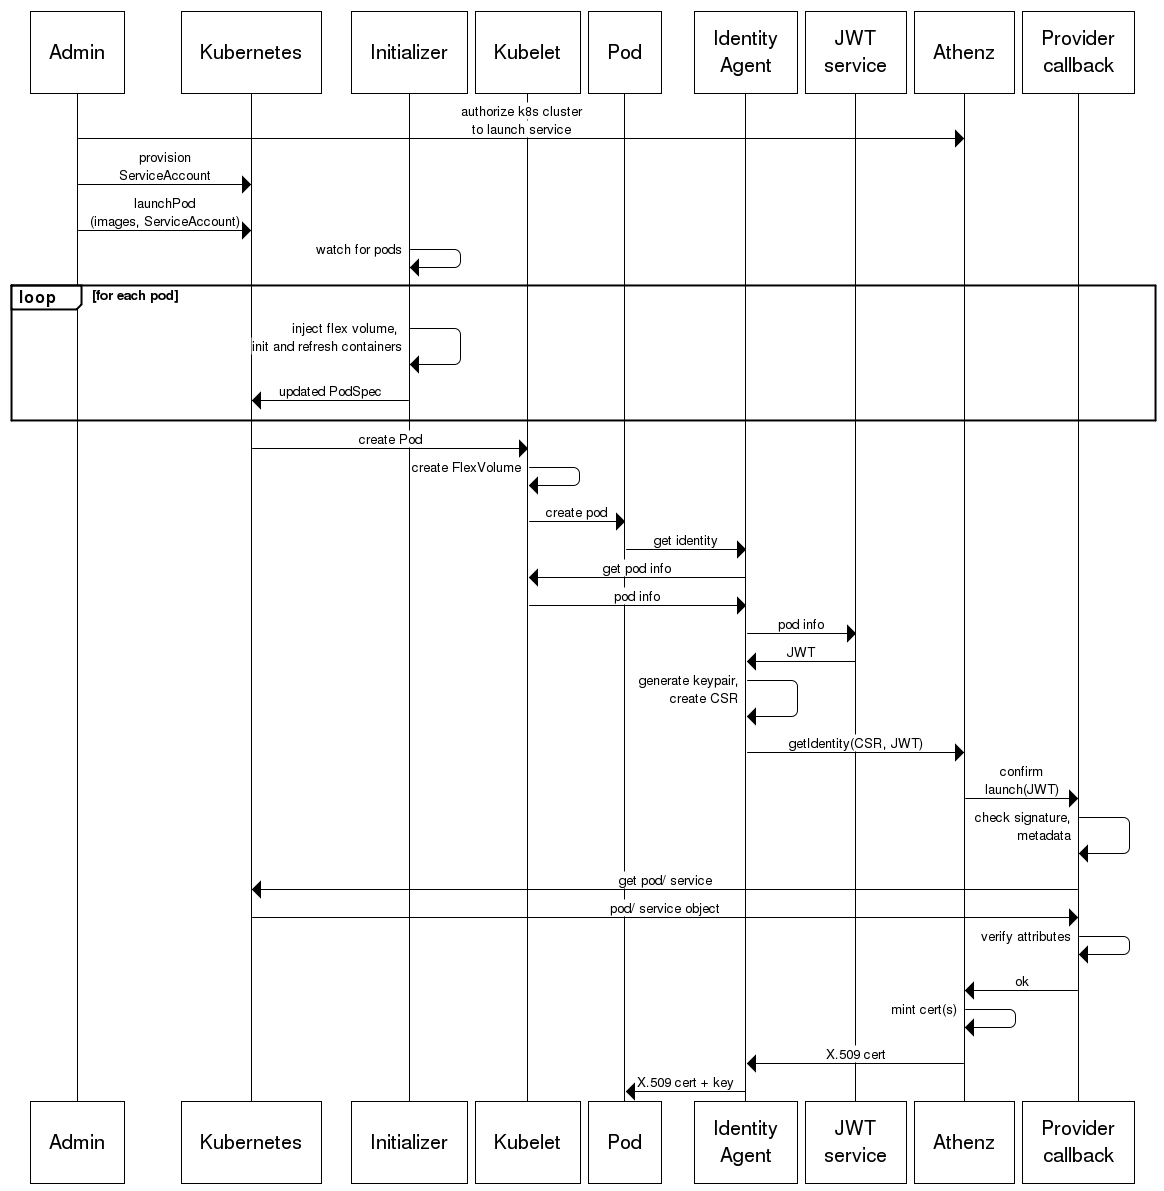 Admin
Kubernetes
Initializer
Kubelet
Pod
Identity
Agent
JWT
service
Athenz
Provider
callback
authorize k8s cluster
to launch service
provision
ServiceAccount
launchPod
(images, ServiceAccount)
watch for pods
loop [for each pod]
inject flex volume,
init and refresh containers
updated PodSpec
create Pod
create FlexVolume
create pod
get identity
get pod info
pod info
pod info
JWT
generate keypair,
create CSR
getIdentity(CSR, JWT)
confirm
launch(JWT)
check signature,
metadata
get pod/ service
pod/ service object
verify attributes
ok
mint cert(s)
X.509 cert
X.509 cert + key
Admin
Kubernetes
Initializer
Kubelet
Pod
Identity
Agent
JWT
service
Athenz
Provider
callback